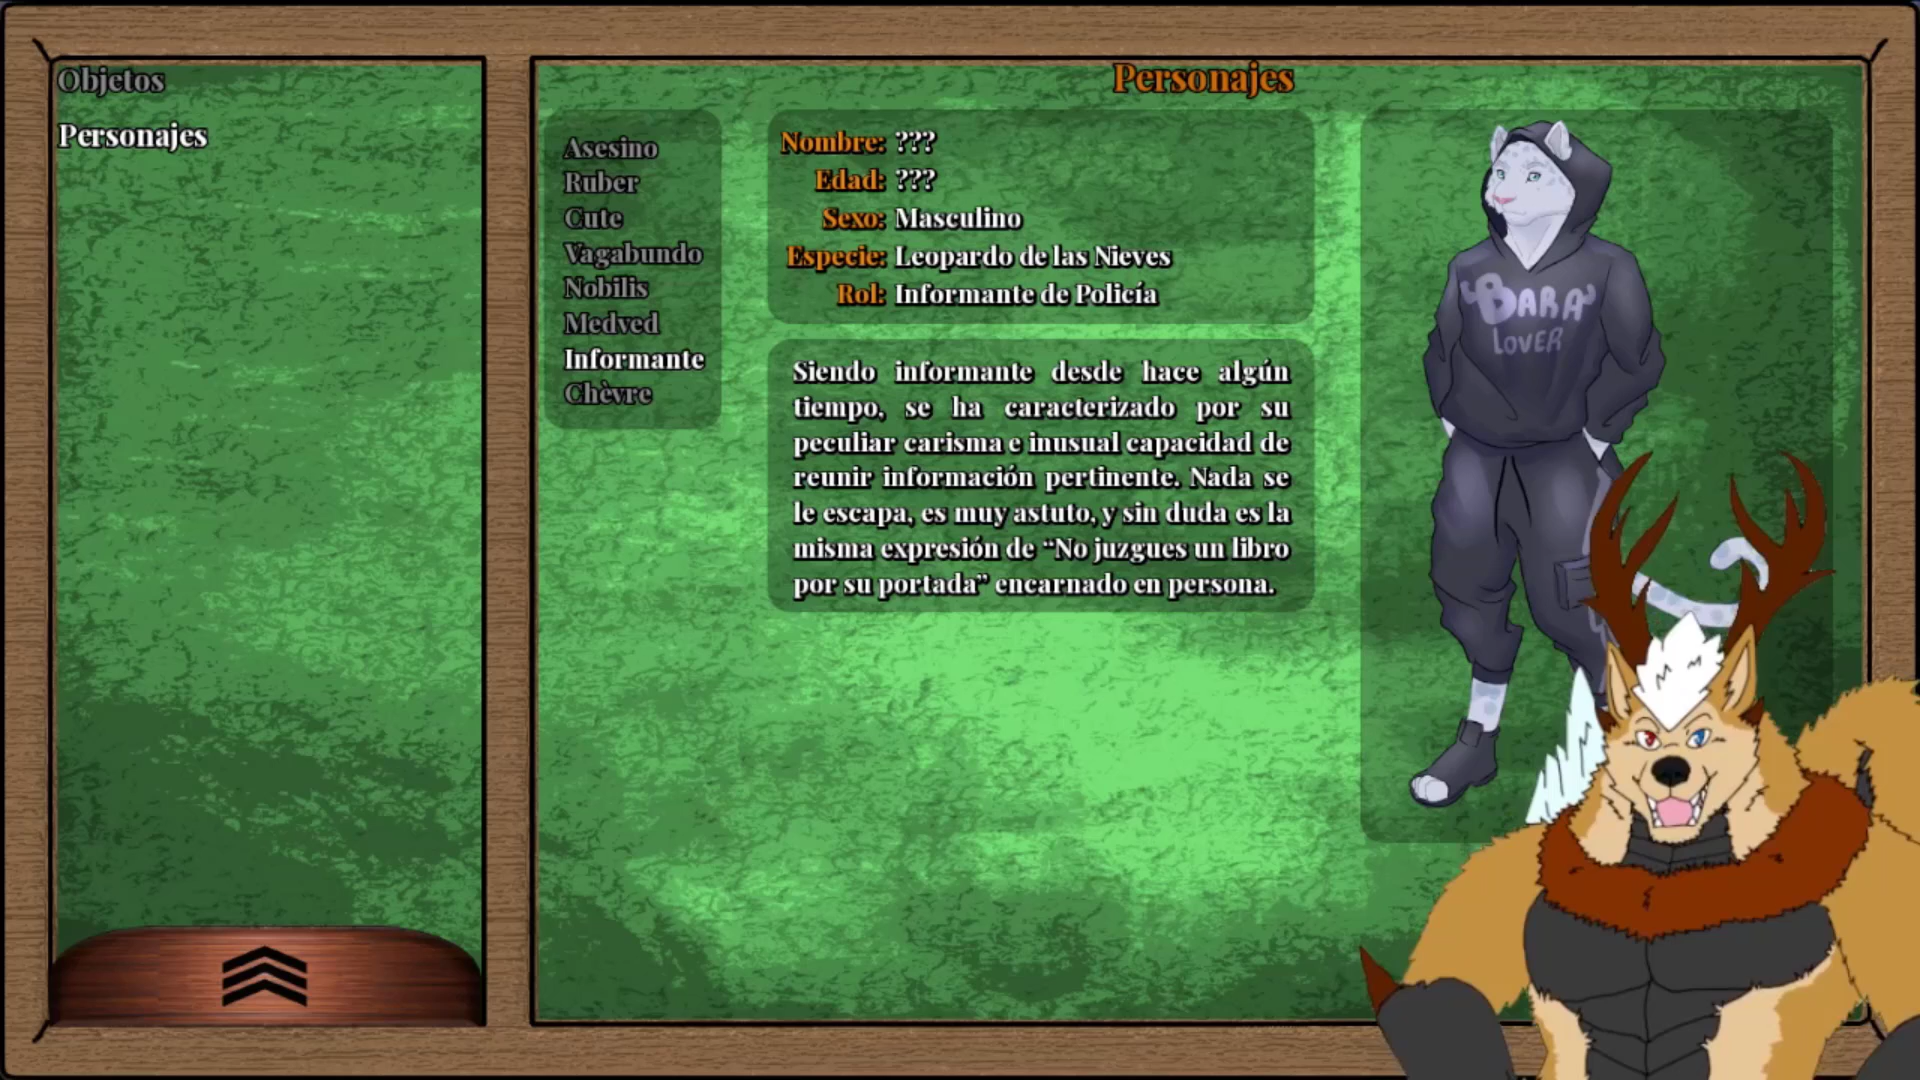 Objetos
Personajes
Personajes
Asesino
Ruber
Cute
Vagabundo
Nobilis
Medved
Informante
Chèvre
Nombre: ???
Edad: ???
Sexo: Masculino
Especie: Leopardo de las Nieves
Rol: Informante de Policía
Siendo informante desde hace algún
tiempo, se ha caracterizado por su
peculiar carisma e inusual capacidad de
reunir información pertinente. Nada se
le escapa, es muy astuto, y sin duda es la
misma expresión de “No juzgues un libro
por su portada” encarnado en persona.
BARA
LOVER